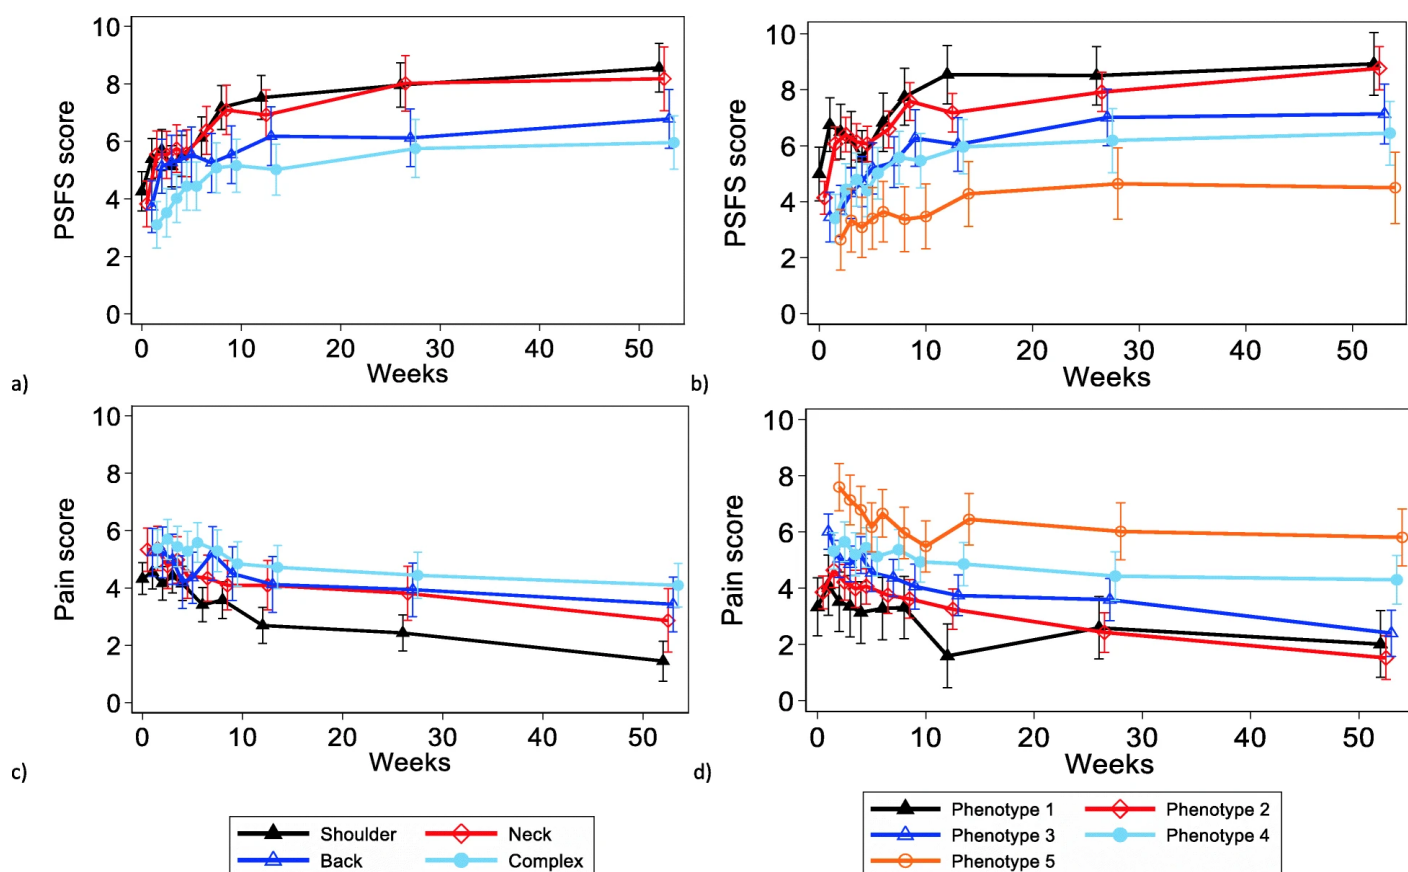 10
8
6
4
2
0
PSFS score
0 10 20 30 40 50
Weeks
a)
10
8
6
4
2
0
PSFS score
0 10 20 30 40 50
Weeks
b)
10
8
6
4
2
0
Pain score
0 10 20 30 40 50
Weeks
c)
10
8
6
4
2
0
Pain score
0 10 20 30 40 50
Weeks
d)
Shoulder Neck
Back Complex
Phenotype 1 Phenotype 2
Phenotype 3 Phenotype 4
Phenotype 5